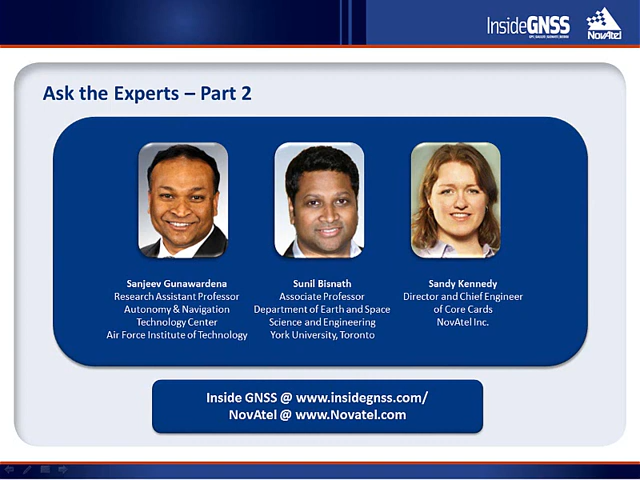 InsideGNSS
NovAtel
Ask the Experts – Part 2
Sanjeev Gunawardena
Research Assistant Professor
Autonomy & Navigation
Technology Center
Air Force Institute of Technology
Sunil Bisnath
Associate Professor
Department of Earth and Space
Science and Engineering
York University, Toronto
Sandy Kennedy
Director and Chief Engineer
of Core Cards
NovAtel Inc.
Inside GNSS @ www.insidegnss.com/
NovAtel @ www.Novatel.com